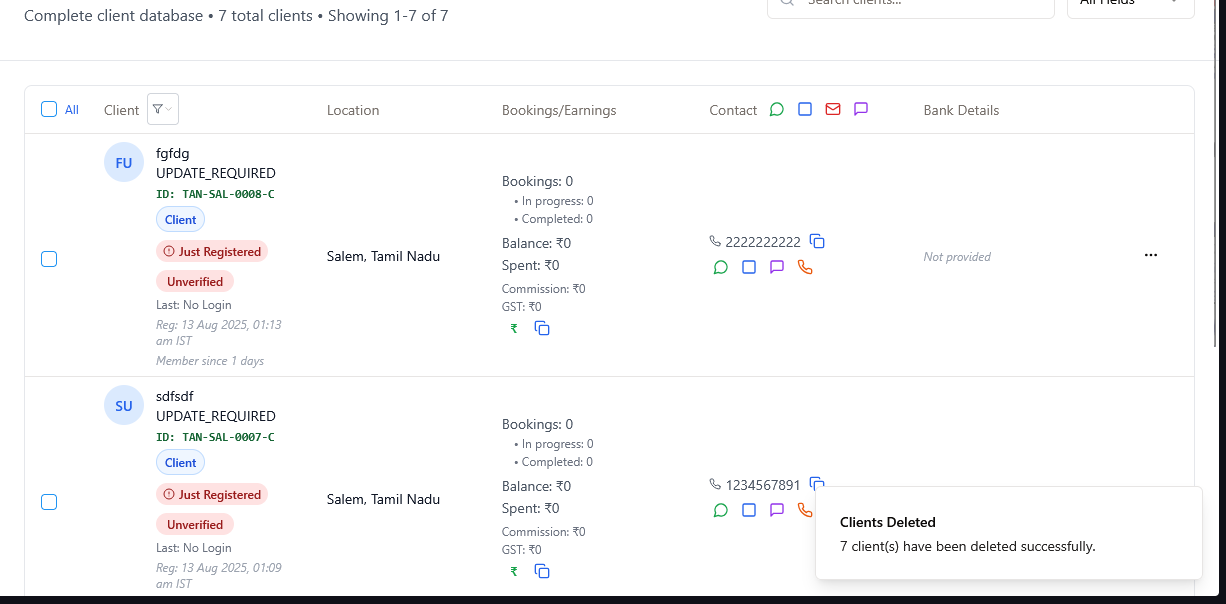 Complete client database • 7 total clients • Showing 1-7 of 7
Search clients...
All Fields
All
Client
Location
Bookings/Earnings
Contact
Bank Details
FU
fgfdg
UPDATE_REQUIRED
ID: TAN-SAL-0008-C
Client
Just Registered
Unverified
Last: No Login
Reg: 13 Aug 2025, 01:13
am IST
Member since 1 days
Salem, Tamil Nadu
Bookings: 0
• In progress: 0
• Completed: 0
Balance: ₹0
Spent: ₹0
Commission: ₹0
GST: ₹0
₹
2222222222
Not provided
SU
sdfsdf
UPDATE_REQUIRED
ID: TAN-SAL-0007-C
Client
Just Registered
Unverified
Last: No Login
Reg: 13 Aug 2025, 01:09
am IST
Salem, Tamil Nadu
Bookings: 0
• In progress: 0
• Completed: 0
Balance: ₹0
Spent: ₹0
Commission: ₹0
GST: ₹0
₹
1234567891
Clients Deleted
7 client(s) have been deleted successfully.